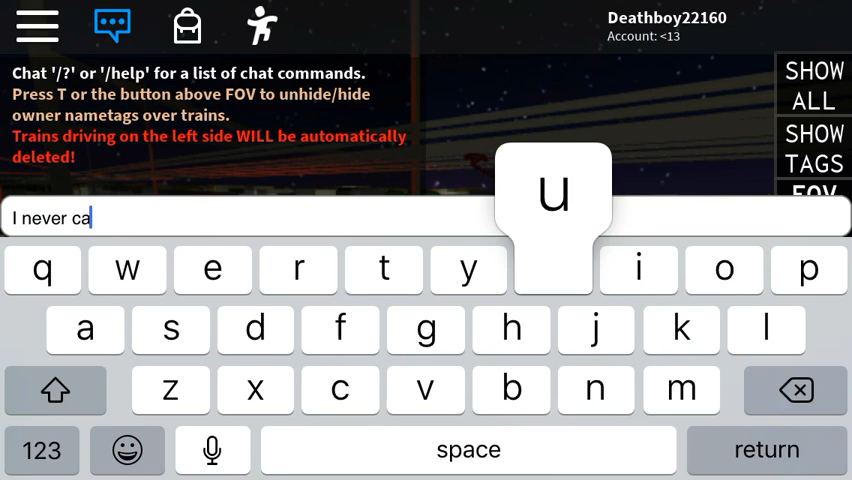 Deathboy22160
Account: <13
Chat '/?' or '/help' for a list of chat commands.
Press T or the button above FOV to unhide/hide
owner nametags over trains.
Trains driving on the left side WILL be automatically
deleted!
SHOW
ALL
SHOW
TAGS
FOV
I never ca
u
q w e r t y i o p
a s d f g h j k l
z x c v b n m
123 space return